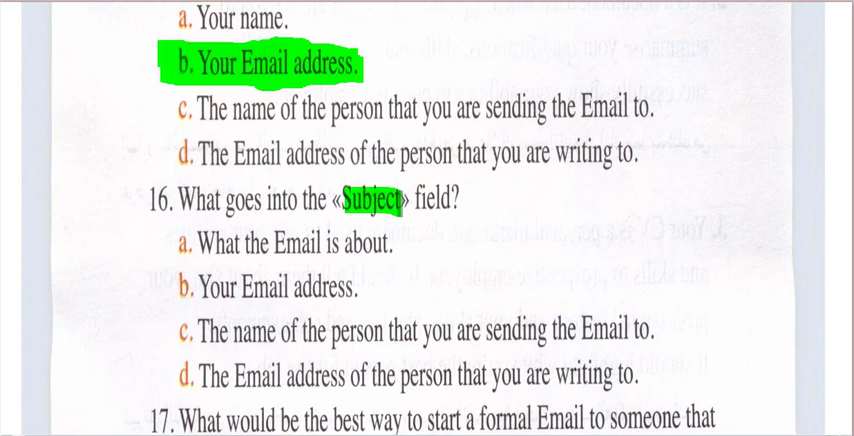 a. Your name.
b. Your Email address.
c. The name of the person that you are sending the Email to.
d. The Email address of the person that you are writing to.
16. What goes into the «Subject» field?
a. What the Email is about.
b. Your Email address.
c. The name of the person that you are sending the Email to.
d. The Email address of the person that you are writing to.
17. What would be the best way to start a formal Email to someone that